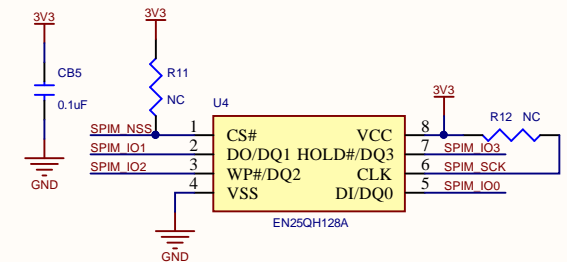 3V3
3V3
CB5
0.1uF
GND
R11
NC
U4
3V3
R12 NC
SPIM_NSS 1 CS# VCC 8
SPIM_IO1 2 DO/DQ1 HOLD#/DQ3 7 SPIM_IO3
SPIM_IO2 3 WP#/DQ2 CLK 6 SPIM_SCK
4 VSS DI/DQ0 5 SPIM_IO0
EN25QH128A
GND